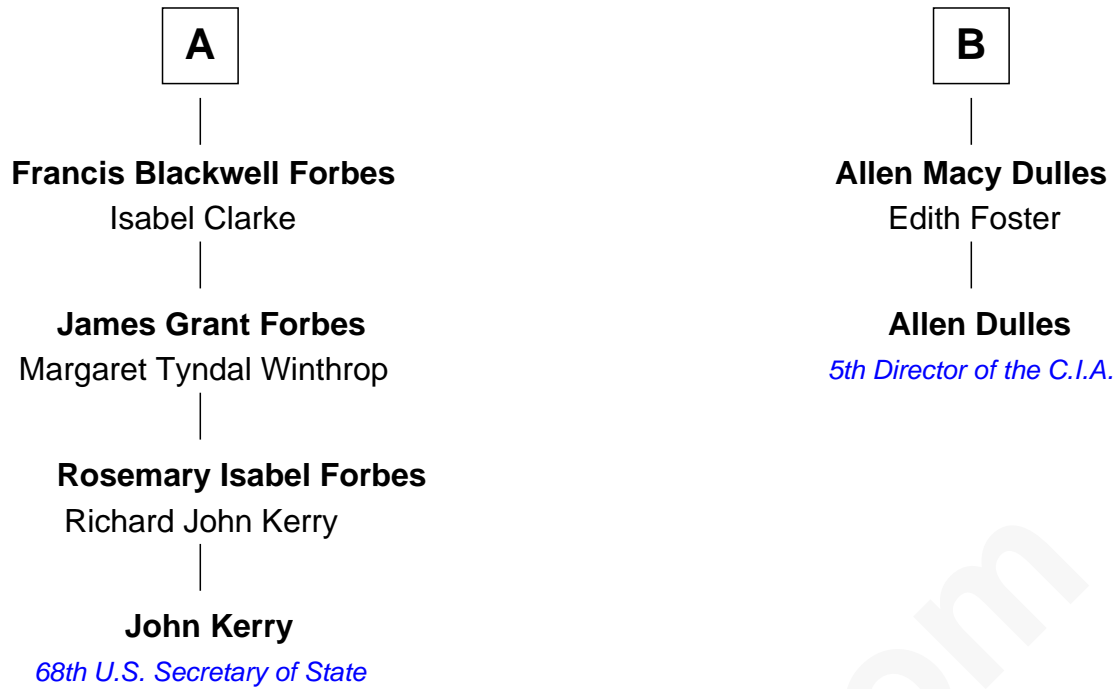 A
B
Francis Blackwell Forbes
Isabel Clarke
Allen Macy Dulles
Edith Foster
James Grant Forbes
Margaret Tyndal Winthrop
Allen Dulles
5th Director of the C.I.A.
Rosemary Isabel Forbes
Richard John Kerry
John Kerry
68th U.S. Secretary of State
om